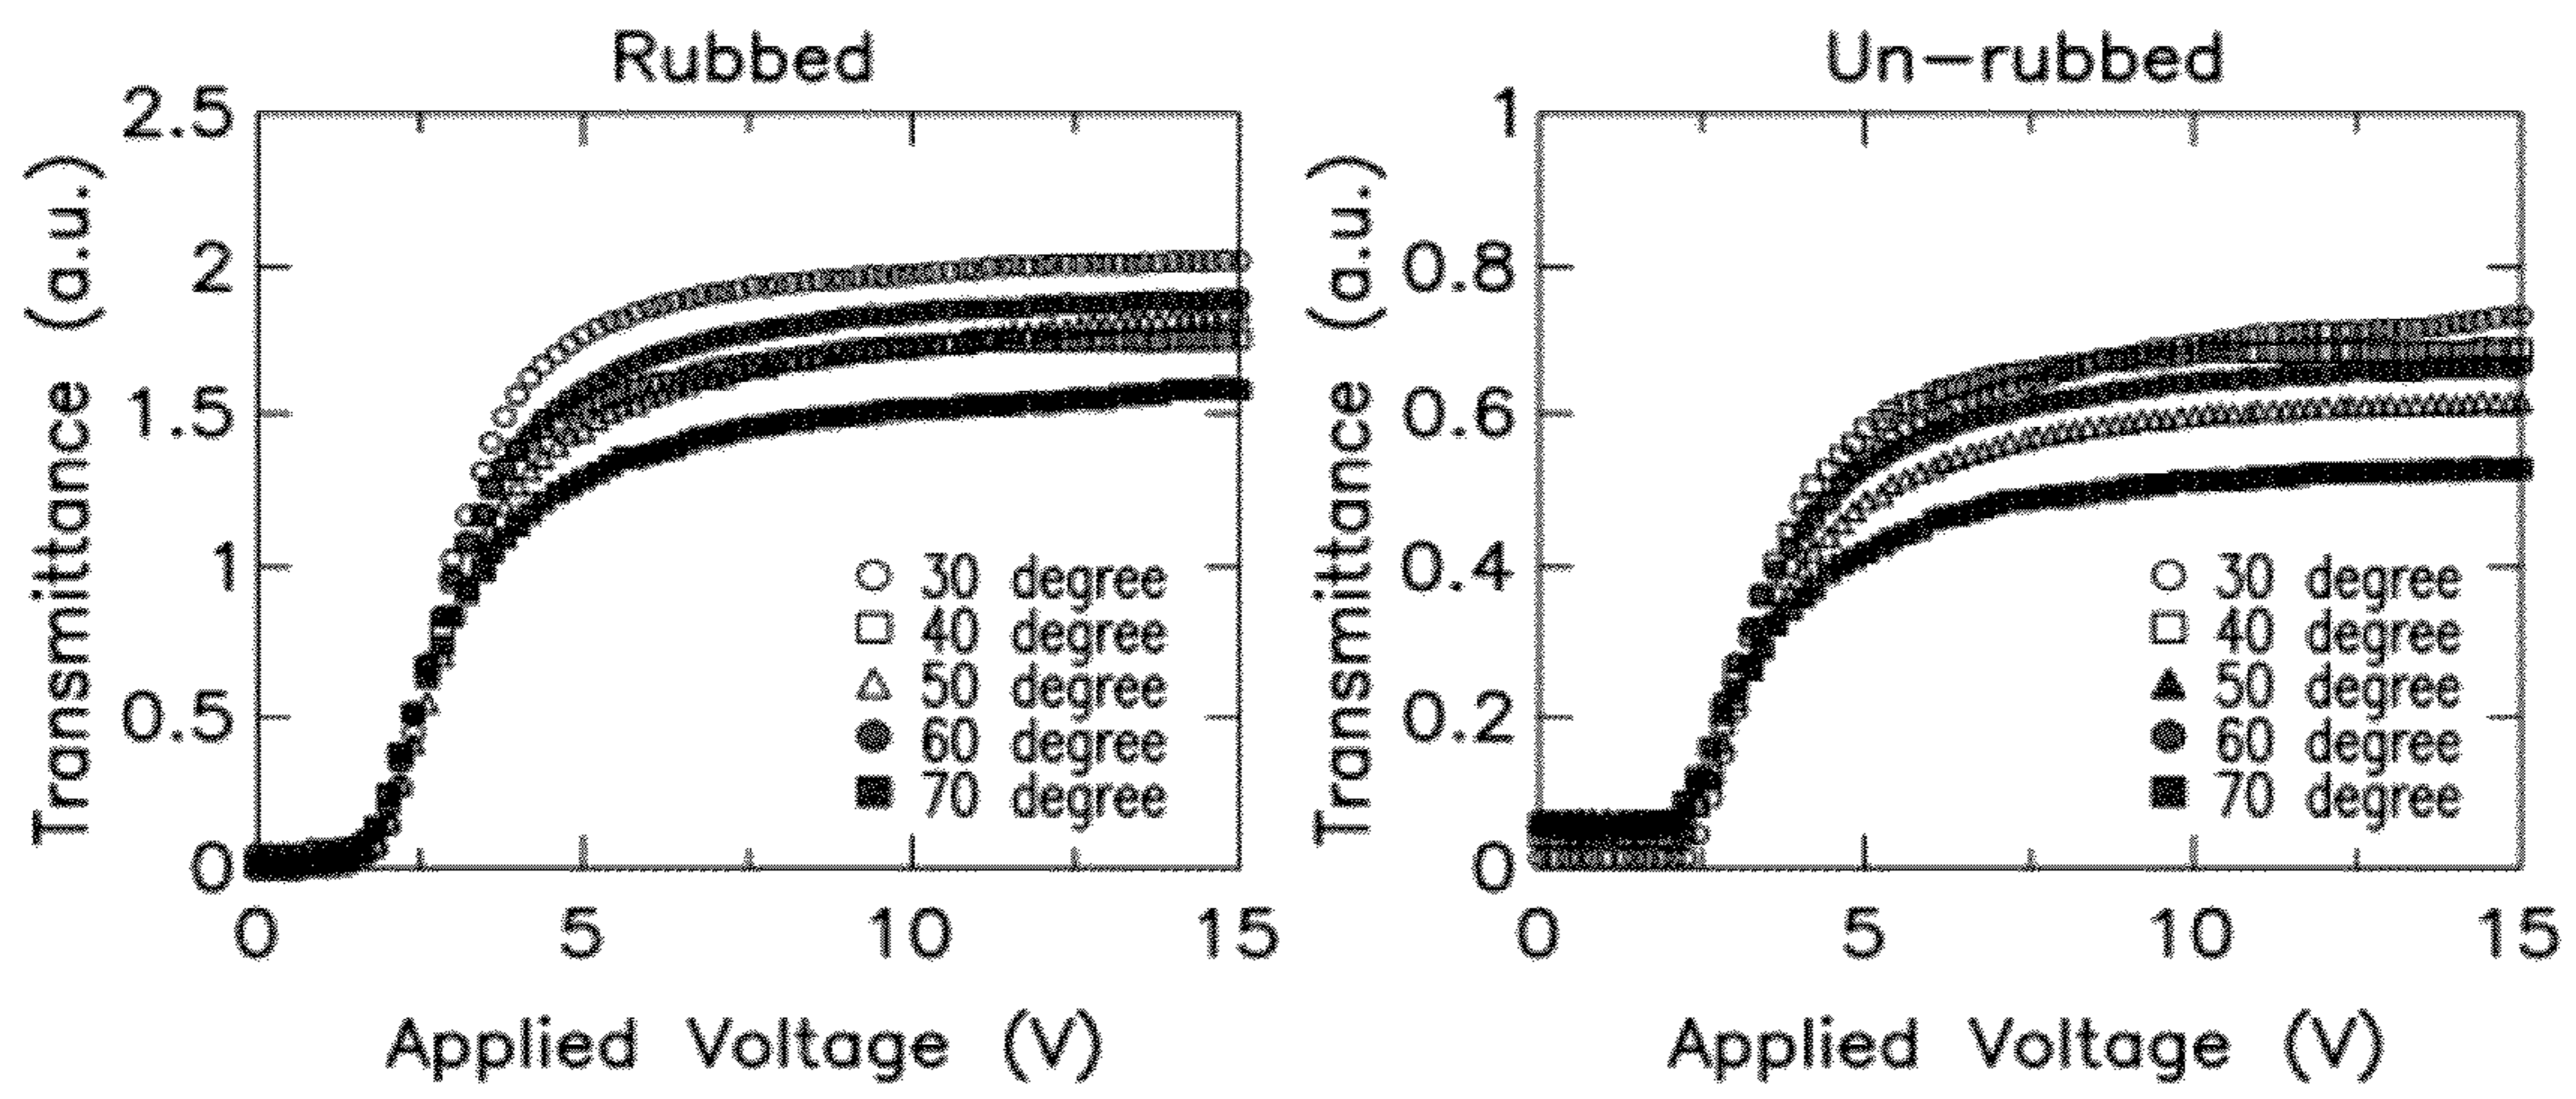 Rubbed
Transmittance (a.u.)
2.5
2
1.5
1
0.5
0
30 degree
40 degree
50 degree
60 degree
70 degree
0 5 10 15
Applied Voltage (V)
Un-rubbed
Transmittance (a.u.)
1
0.8
0.6
0.4
0.2
0
30 degree
40 degree
50 degree
60 degree
70 degree
0 5 10 15
Applied Voltage (V)